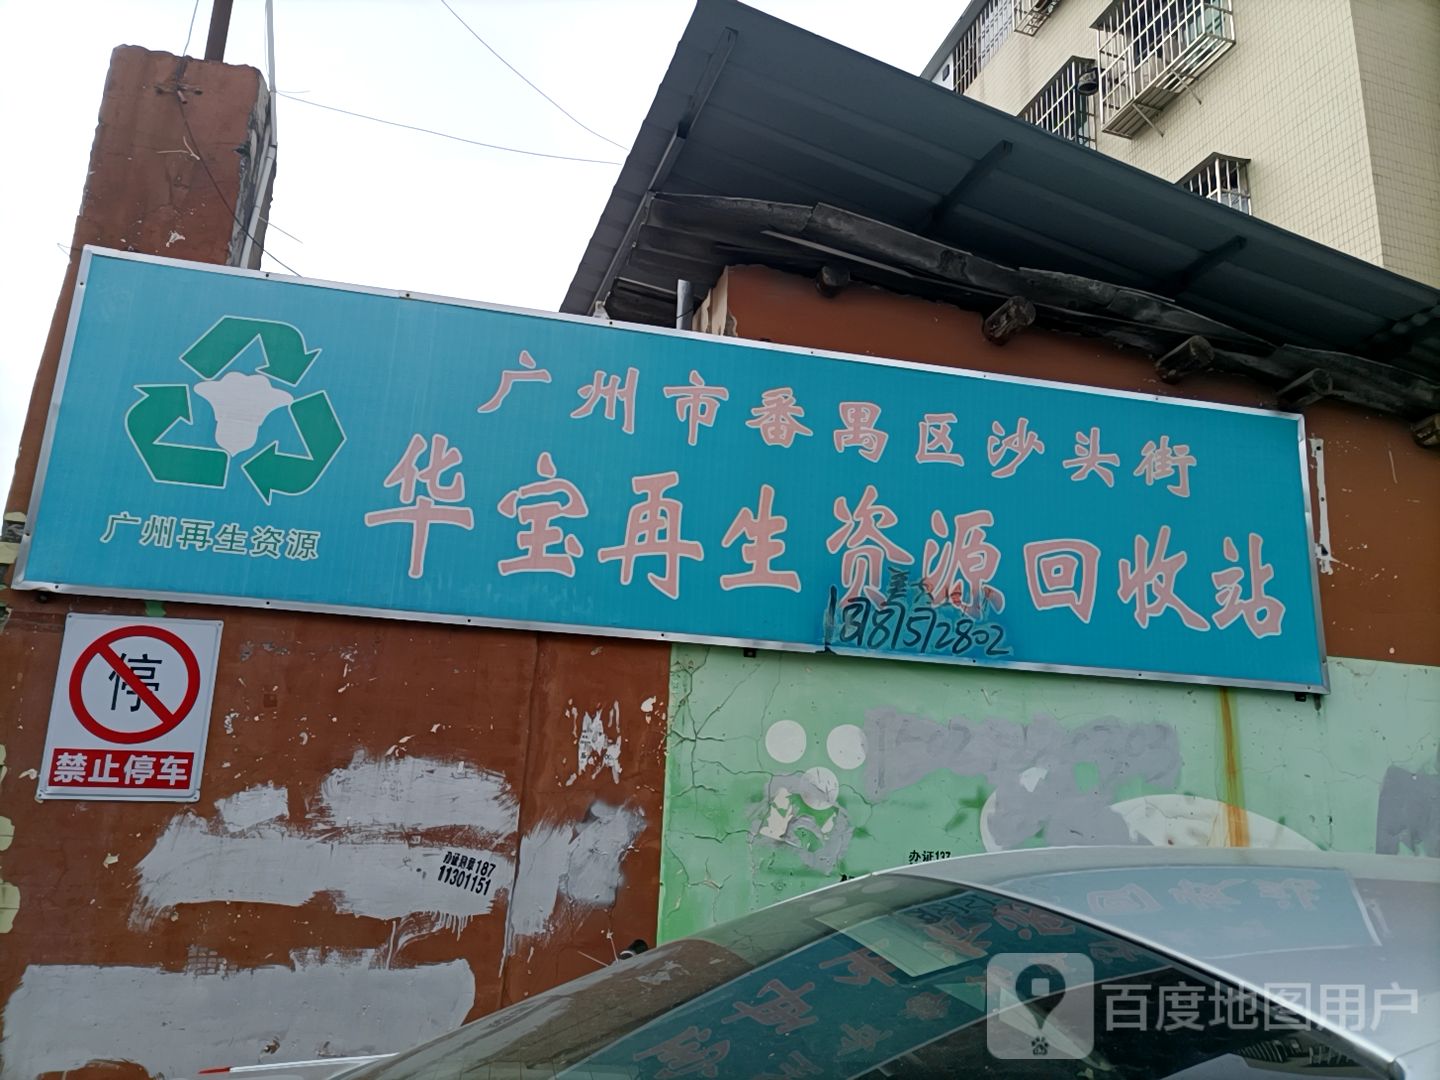 广州市番禺区沙头街
华宝再生资源回收站
广州再生资源
停
禁止停车
办证刻章187
11301151
办证137
百度地图用户